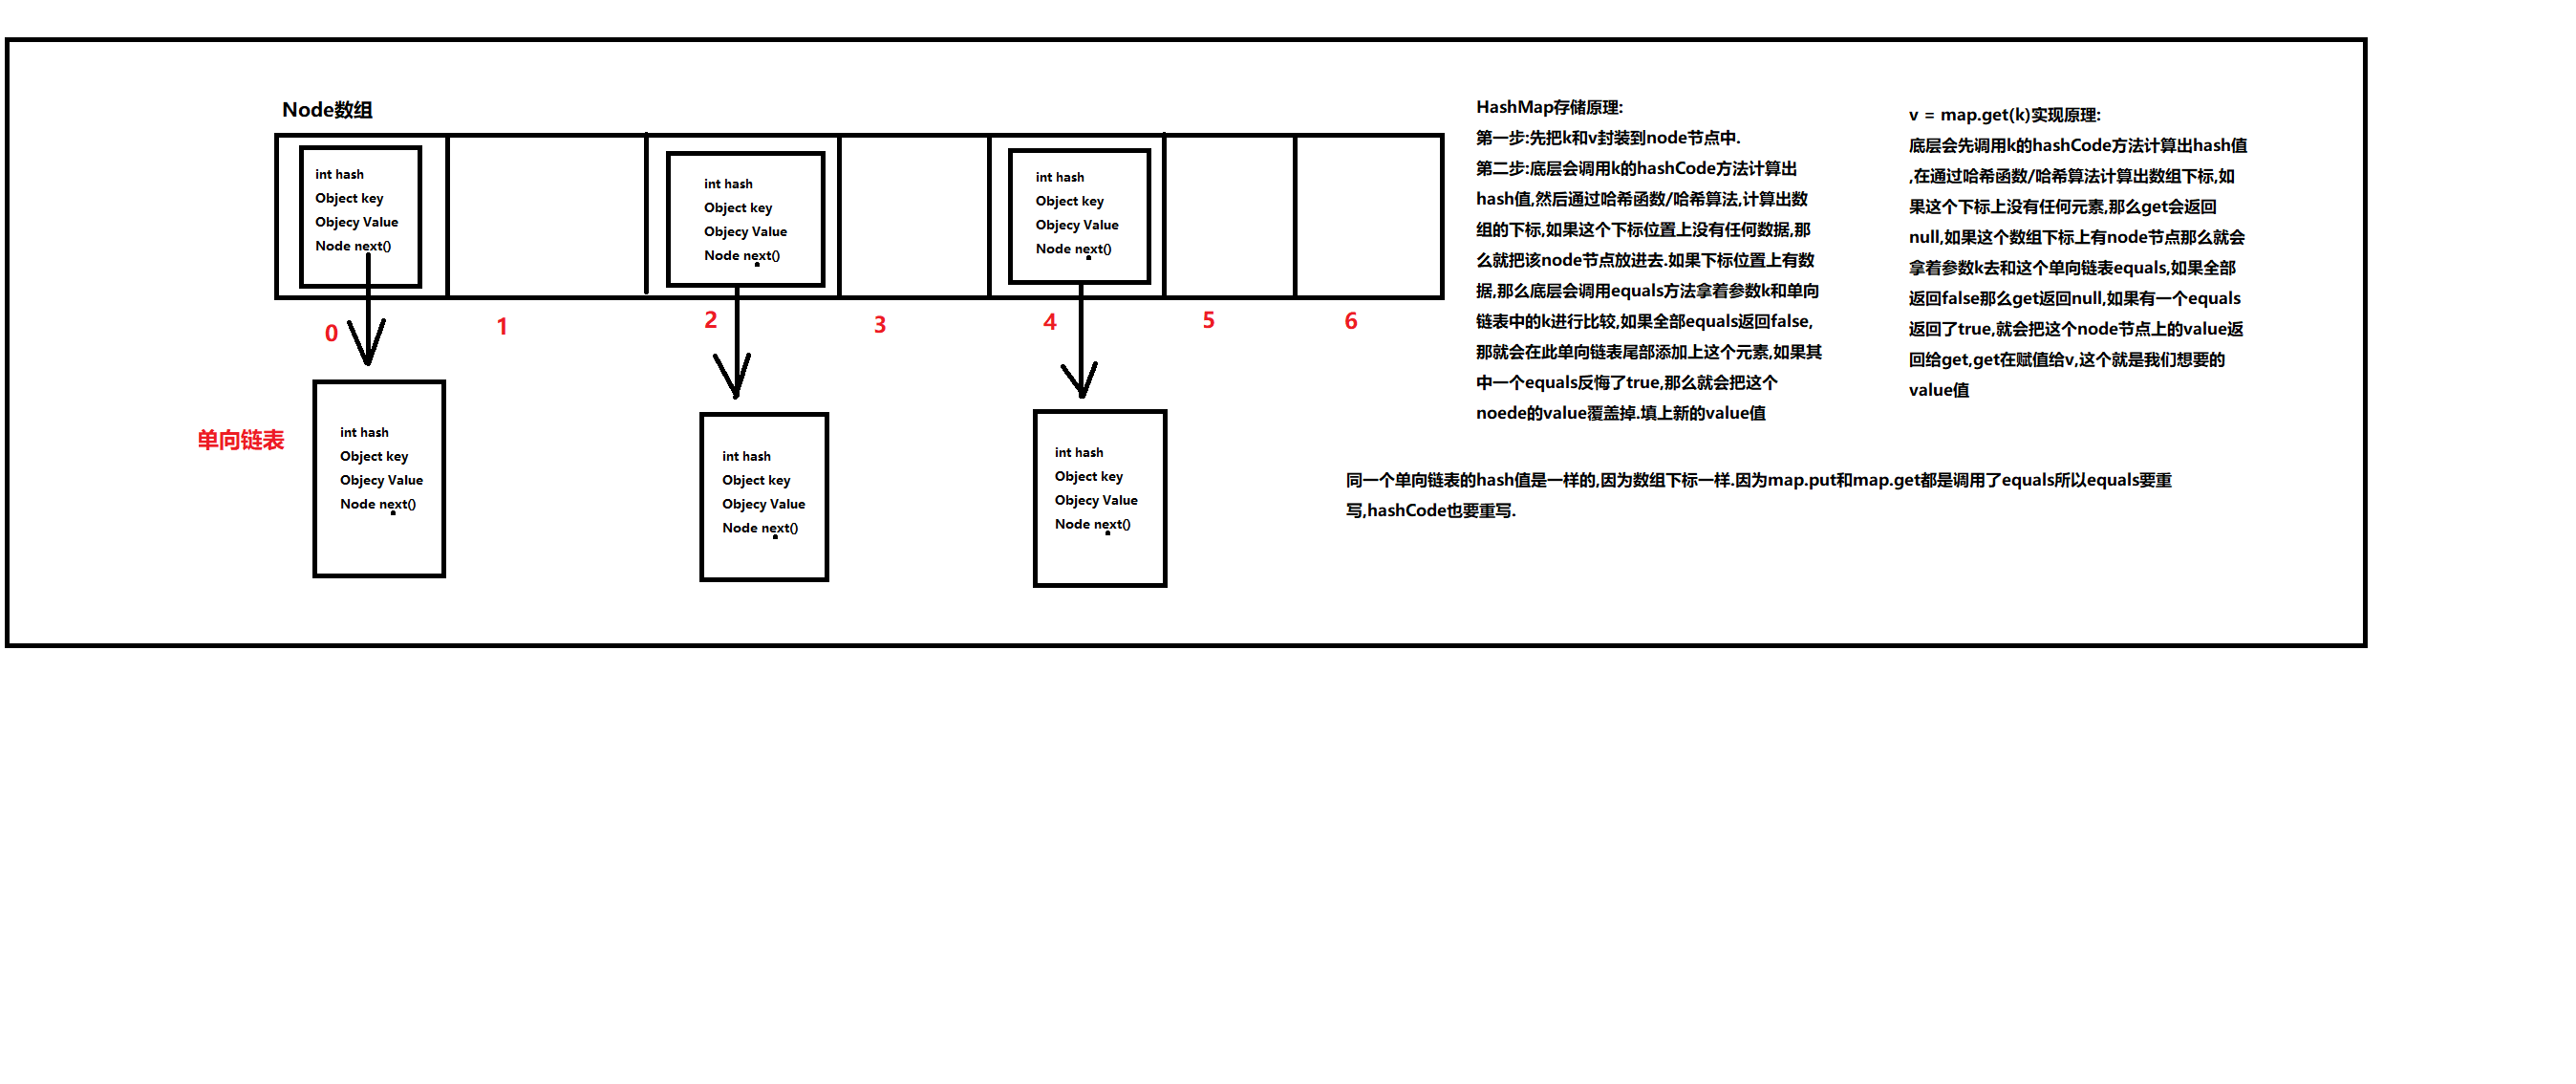 Node数组
int hash
Object key
Objecy Value
Node next()
int hash
Object key
Objecy Value
Node next()
int hash
Object key
Objecy Value
Node next()
0
1
2
3
4
5
6
单向链表
int hash
Object key
Objecy Value
Node next()
int hash
Object key
Objecy Value
Node next()
int hash
Object key
Objecy Value
Node next()
HashMap存储原理:
第一步:先把k和v封装到node节点中.
第二步:底层会调用k的hashCode方法计算出
hash值,然后通过哈希函数/哈希算法,计算出数
组的下标,如果这个下标位置上没有任何数据,那
么就把该node节点放进去.如果下标位置上有数
据,那么底层会调用equals方法拿着参数k和单向
链表中的k进行比较,如果全部equals返回false,
那就会在此单向链表尾部添加上这个元素,如果其
中一个equals反悔了true,那么就会把这个
noede的value覆盖掉.填上新的value值
v = map.get(k)实现原理:
底层会先调用k的hashCode方法计算出hash值
,在通过哈希函数/哈希算法计算出数组下标,如
果这个下标上没有任何元素,那么get会返回
null,如果这个数组下标上有node节点那么就会
拿着参数k去和这个单向链表equals,如果全部
返回false那么get返回null,如果有一个equals
返回了true,就会把这个node节点上的value返
回给get,get在赋值给v,这个就是我们想要的
value值
同一个单向链表的hash值是一样的,因为数组下标一样.因为map.put和map.get都是调用了equals所以equals要重
写,hashCode也要重写.